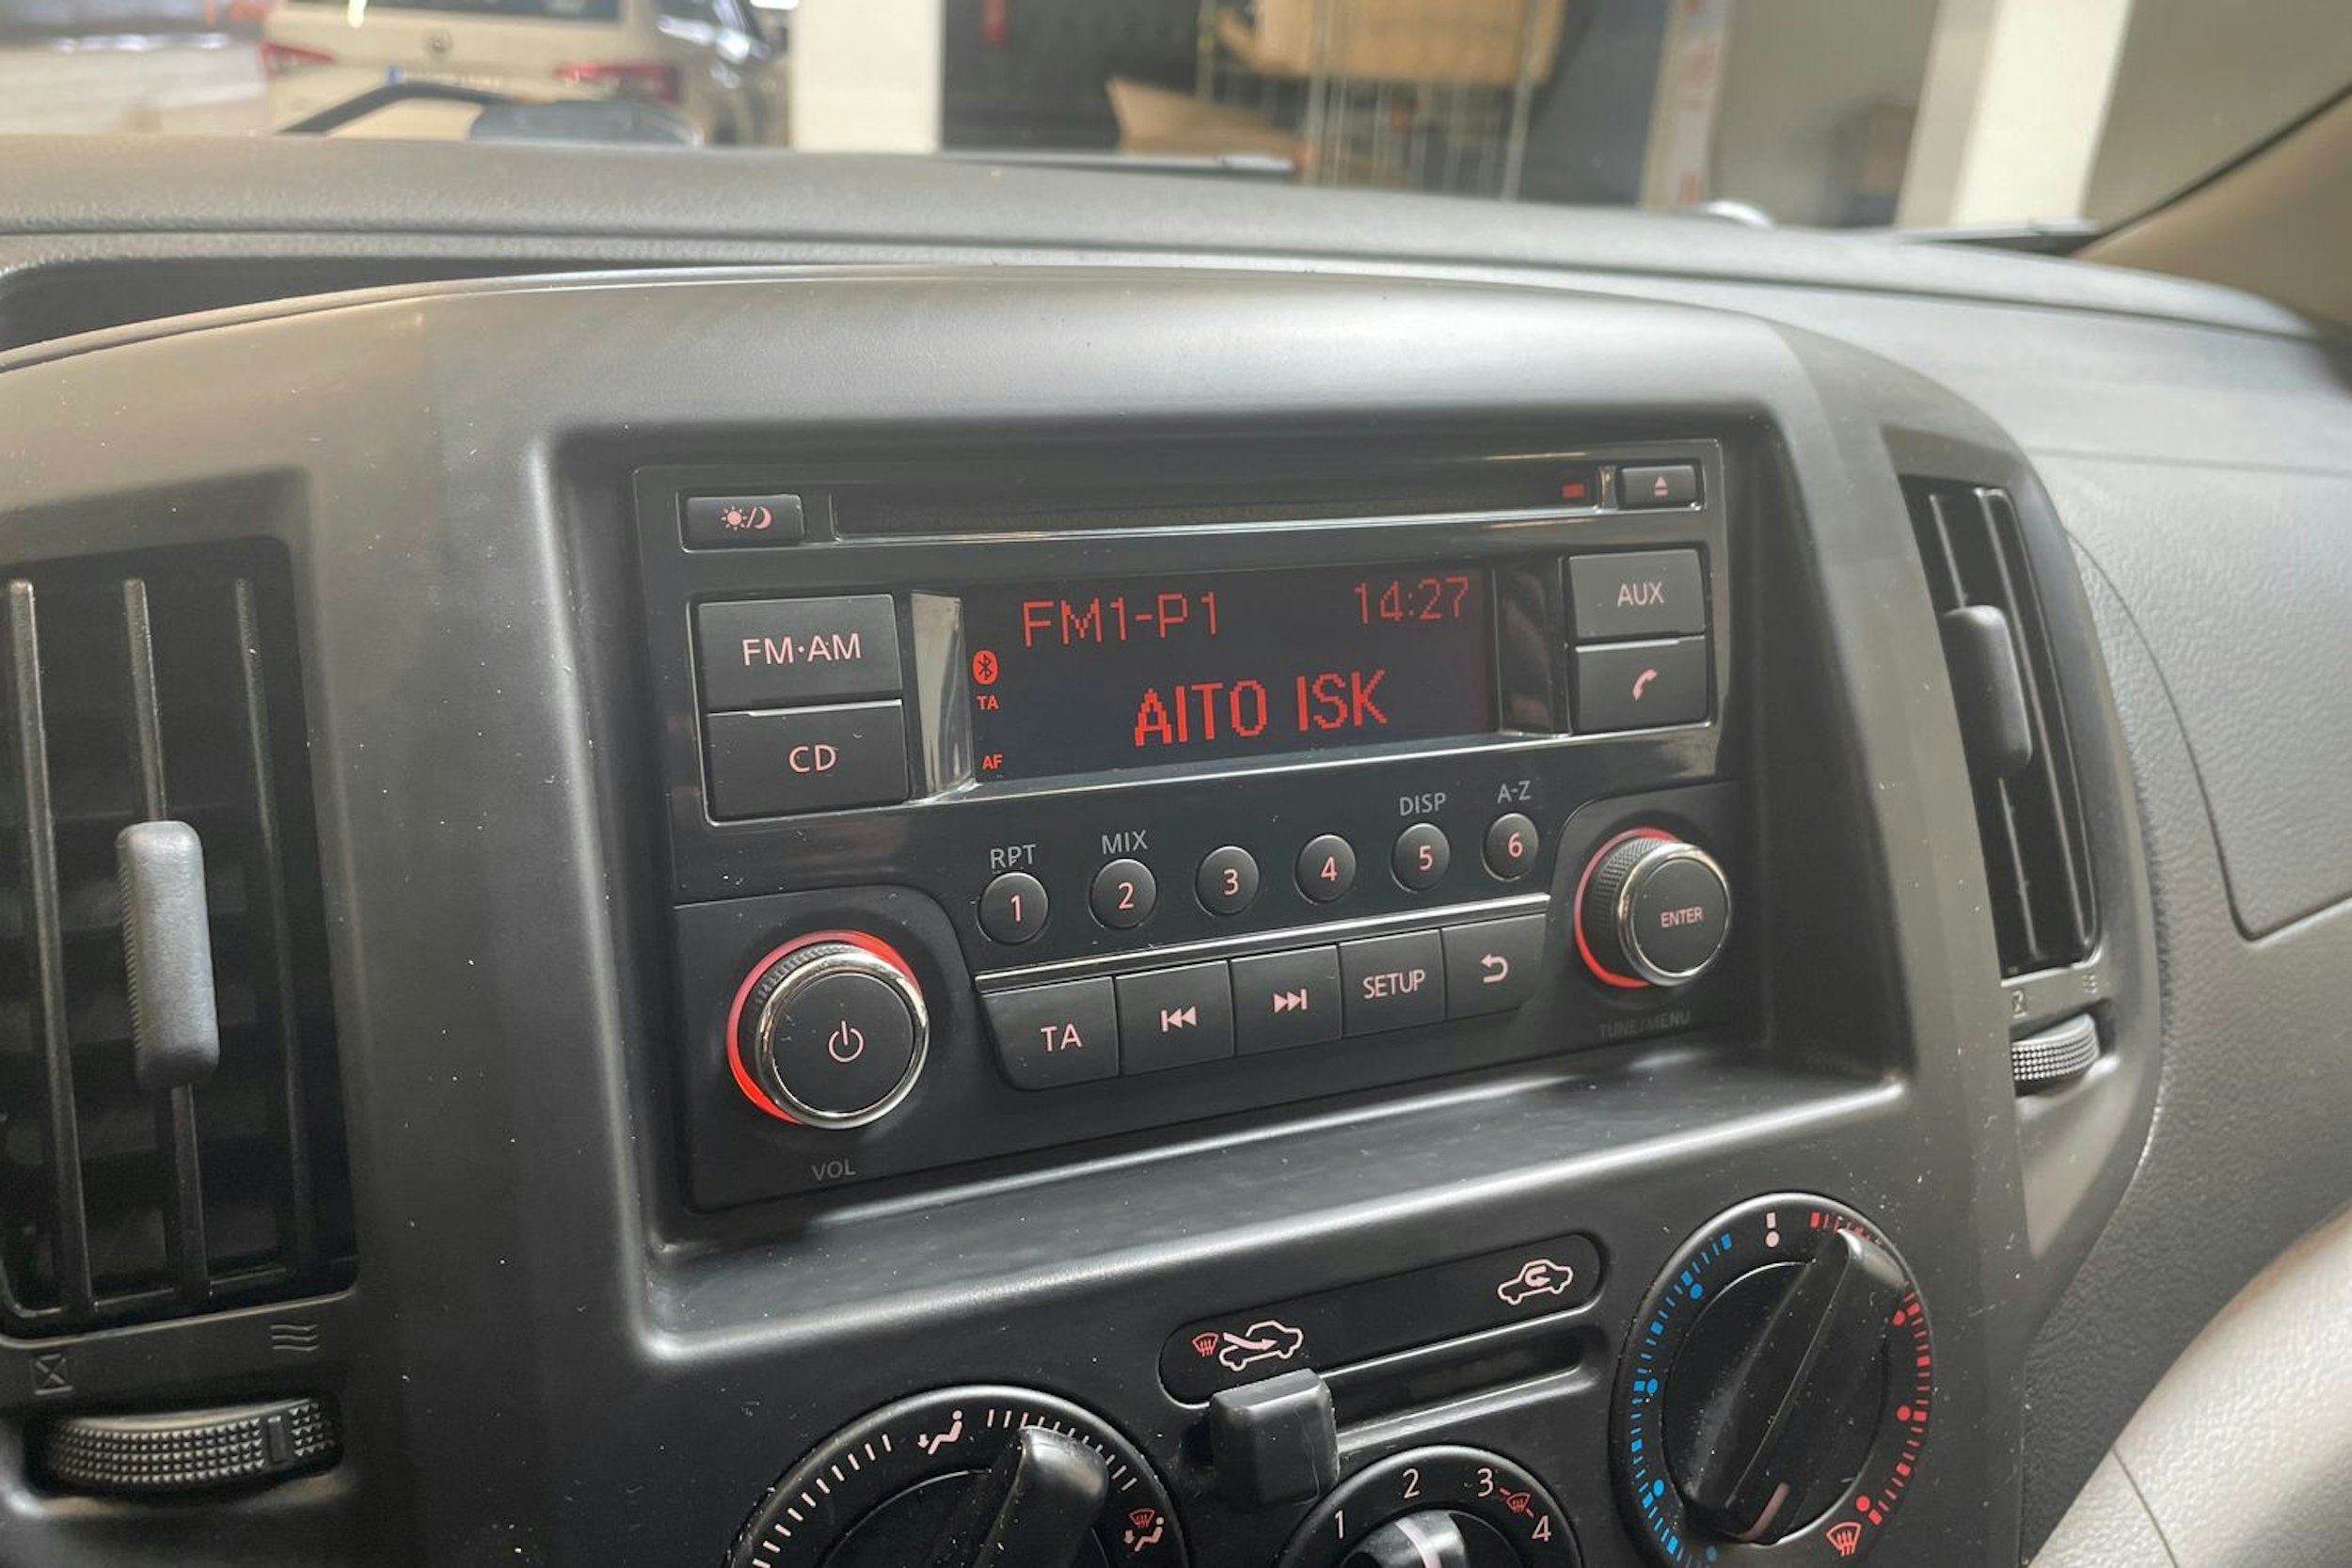 FM1-P1 14:27
FM·AM
AUX
TA
AITO ISK
CD
AF
RPT MIX DISP A-Z
1 2 3 4 5 6
ENTER
TA SETUP
TUNE/MENU
VOL
1 2 3 4